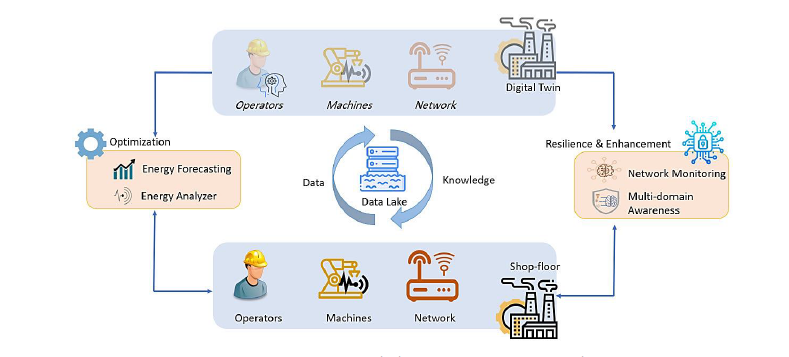 Operators
Machines
Network
Digital Twin
Optimization
Energy Forecasting
Energy Analyzer
Data
Data Lake
Knowledge
Resilience & Enhancement
Network Monitoring
Multi-domain
Awareness
Shop-floor
Operators
Machines
Network